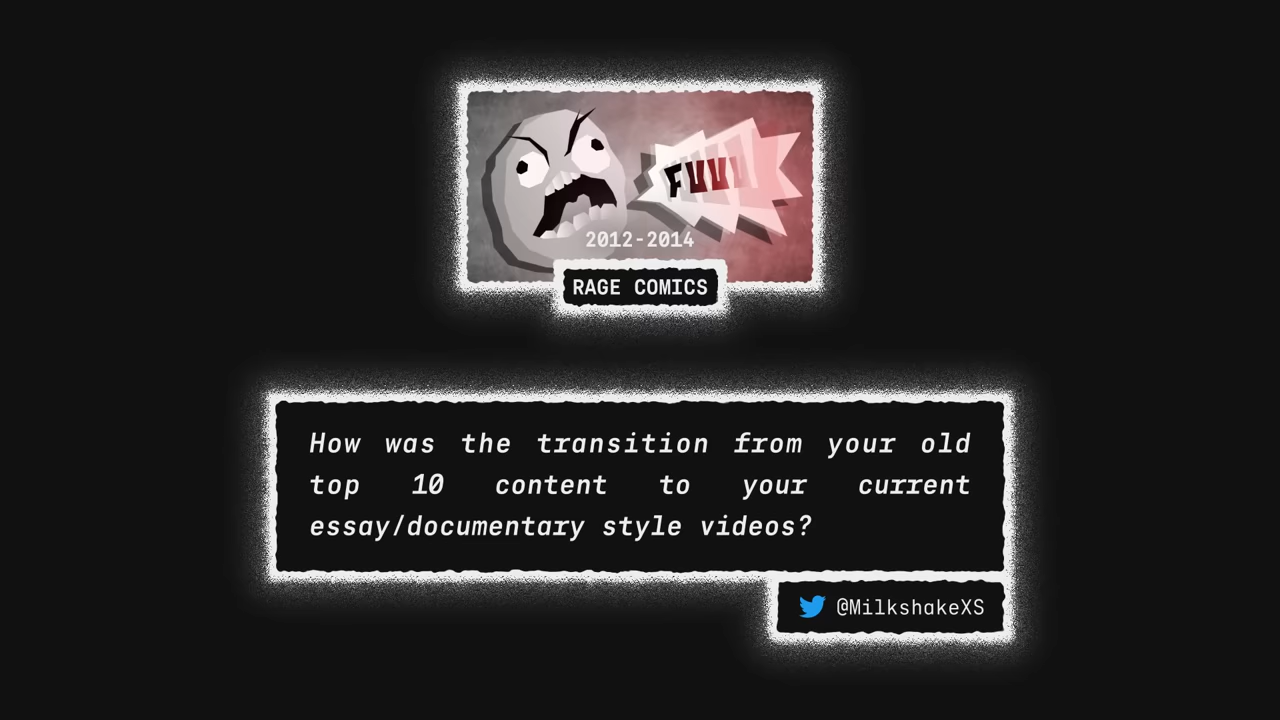 FUUU
2012-2014
RAGE COMICS
How was the transition from your old
top 10 content to your current
essay/documentary style videos?
@MilkshakeXS